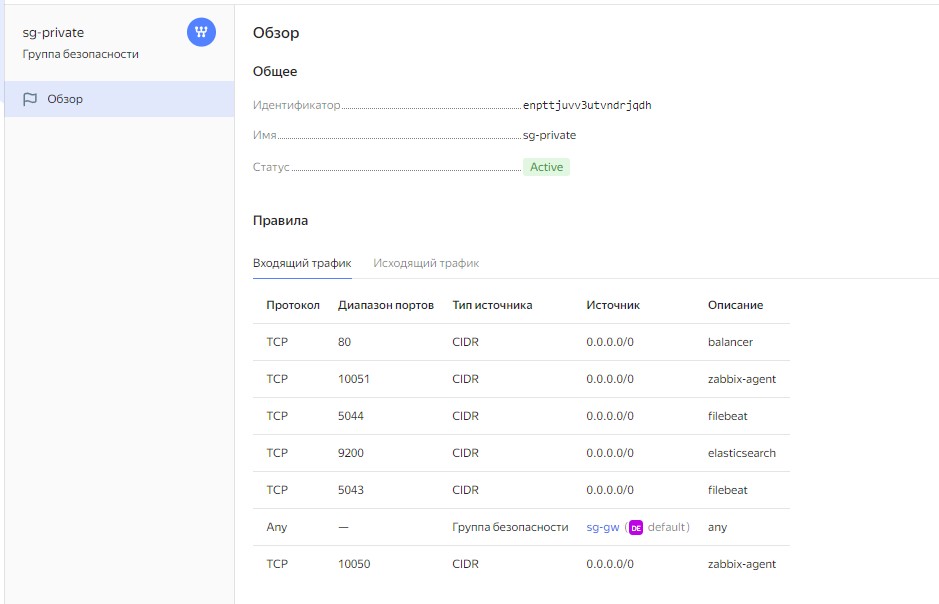 sg-private
Группа безопасности
Обзор
Обзор
Общее
Идентификатор enpttjuvv3utvndrjqdh
Имя sg-private
Статус Active
Правила
Входящий трафик Исходящий трафик
Протокол Диапазон портов Тип источника Источник Описание
TCP 80 CIDR 0.0.0.0/0 balancer
TCP 10051 CIDR 0.0.0.0/0 zabbix-agent
TCP 5044 CIDR 0.0.0.0/0 filebeat
TCP 9200 CIDR 0.0.0.0/0 elasticsearch
TCP 5043 CIDR 0.0.0.0/0 filebeat
Any — Группа безопасности sg-gw (DE default) any
TCP 10050 CIDR 0.0.0.0/0 zabbix-agent